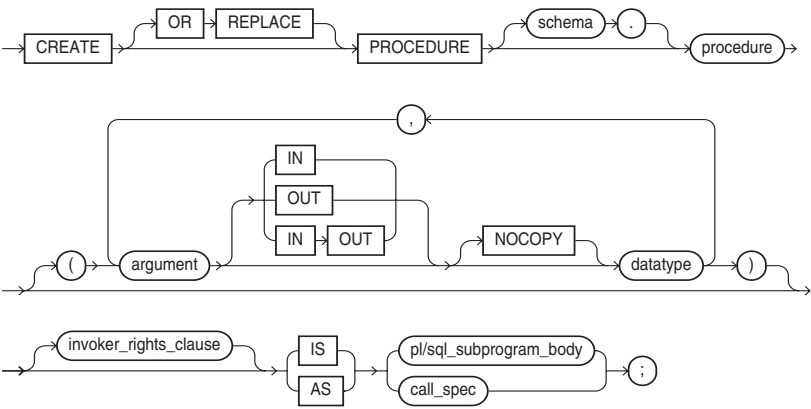 CREATE OR REPLACE PROCEDURE schema . procedure
,
IN
OUT
IN OUT
NOCOPY
( argument datatype )
invoker_rights_clause
IS
AS
pl/sql_subprogram_body
call_spec
;